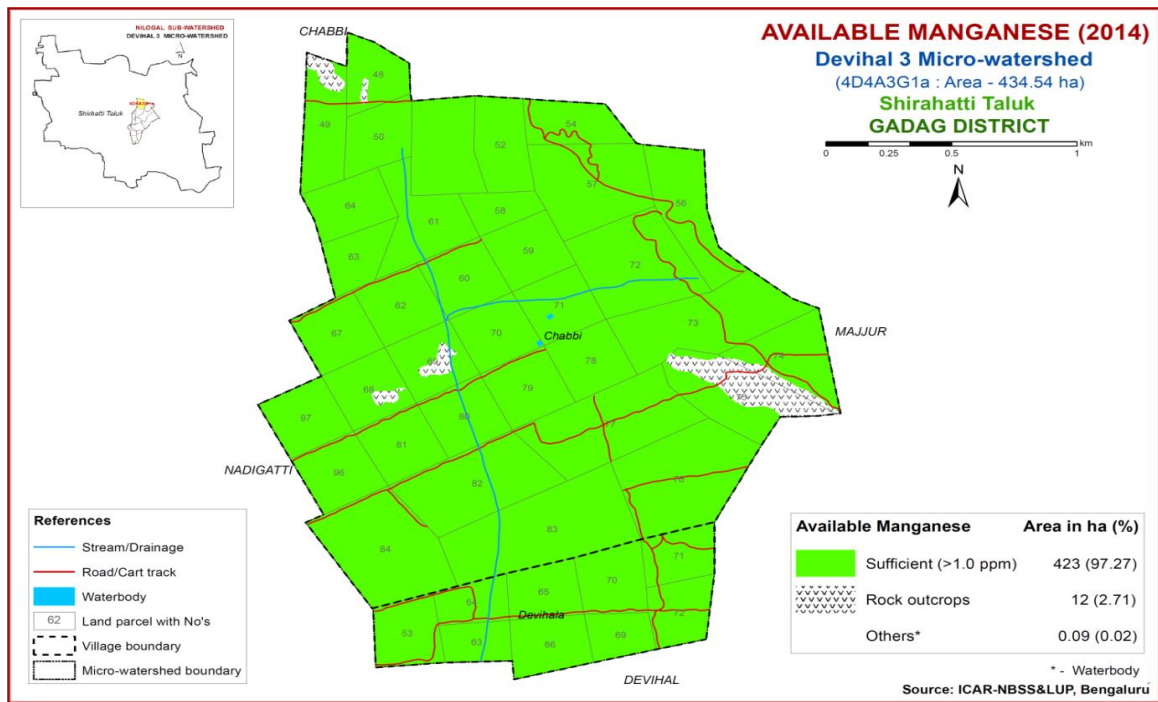 NILOGAL SUB-WATERSHED
DEVIHAL 3 MICRO-WATERSHED
N
Shirahatti Taluk
AVAILABLE MANGANESE (2014)
Devihal 3 Micro-watershed
(4D4A3G1a : Area - 434.54 ha)
Shirahatti Taluk
GADAG DISTRICT
km
0 0.25 0.5 1
N
CHABBI
48
49
50
52
54
57
56
64
61
58
63
59
72
60
62
71
67
70
Chabbi
73
MAJJUR
69
78
74
68
79
75
97
80
81
77
NADIGATTI
96
82
76
83
84
71
70
65
64
Devihala
72
53
63
66
69
DEVIHAL
References
Stream/Drainage
Road/Cart track
Waterbody
62 Land parcel with No's
Village boundary
Micro-watershed boundary
Available Manganese Area in ha (%)
Sufficient (>1.0 ppm) 423 (97.27)
Rock outcrops 12 (2.71)
Others* 0.09 (0.02)
* - Waterbody
Source: ICAR-NBSS&LUP, Bengaluru